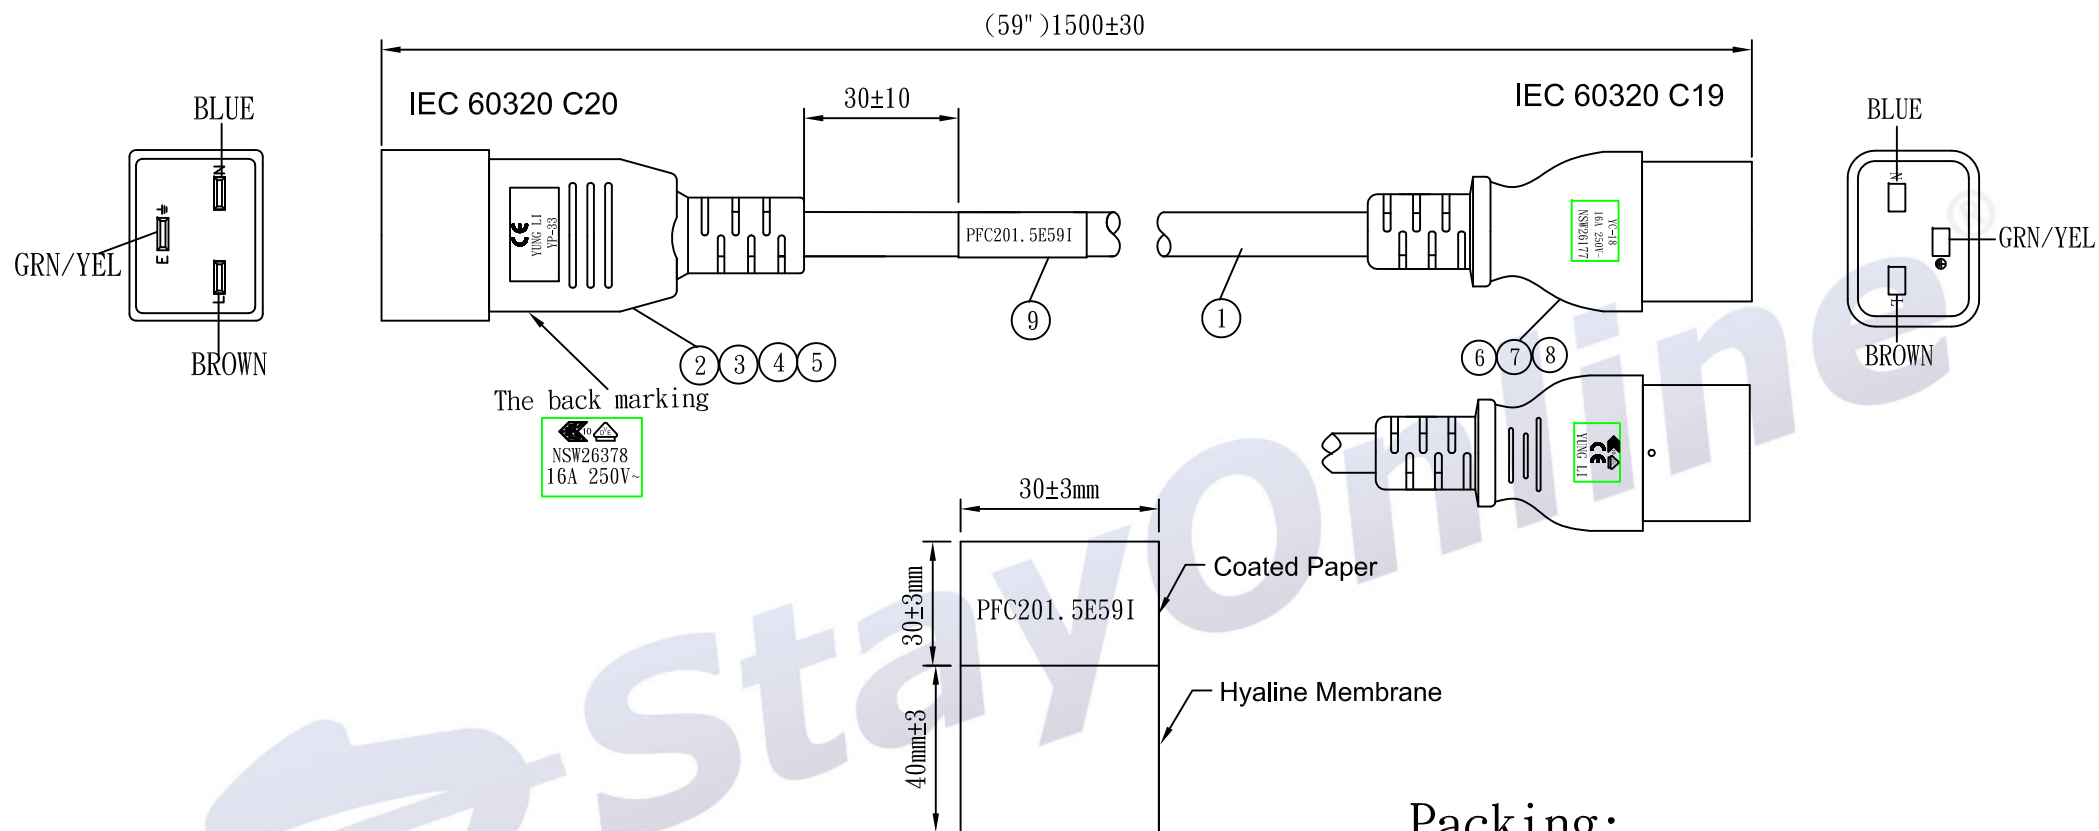 (59")1500±30
IEC 60320 C20
30±10
IEC 60320 C19
BLUE
BLUE
N
E
L
GRN/YEL
BROWN
CE
YUNG LI
YP-33
PFC201.5E59I
YC-18
16A 250V~
NSW26177
N
L
GRN/YEL
BROWN
®
9
1
2
3
4
5
6
7
8
The back marking
10
NSW26378
16A 250V~
CE
YUNG LI
30±3mm
30±3mm
PFC201.5E59I
Coated Paper
40mm±3
Hyaline Membrane
StayOnline
Packing: